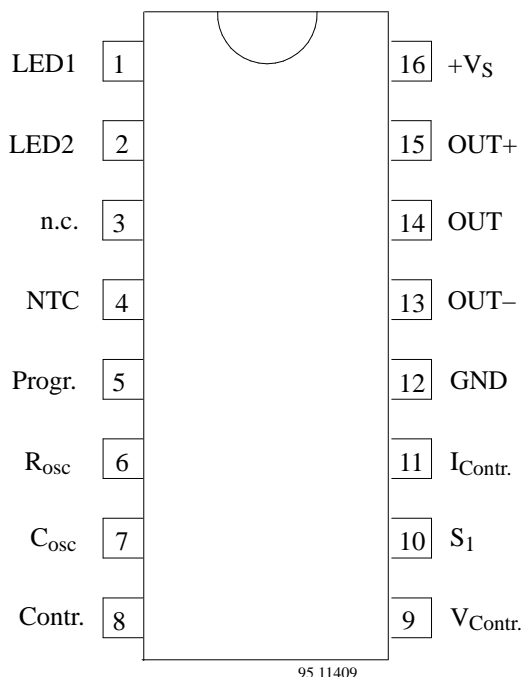 LED1 1 16 +VS
LED2 2 15 OUT+
n.c. 3 14 OUT
NTC 4 13 OUT–
Progr. 5 12 GND
Rosc 6 11 IContr.
Cosc 7 10 S1
Contr. 8 9 VContr.
95 11409